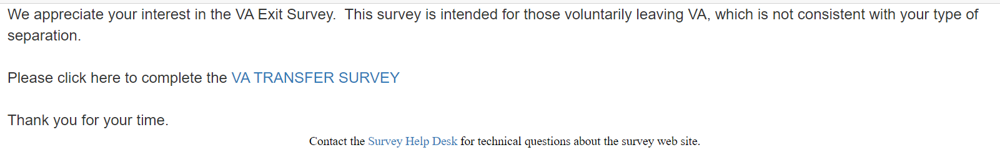 We appreciate your interest in the VA Exit Survey.  This survey is intended for those voluntarily leaving VA, which is not consistent with your type of
separation.
Please click here to complete the VA TRANSFER SURVEY
Thank you for your time.
Contact the Survey Help Desk for technical questions about the survey web site.